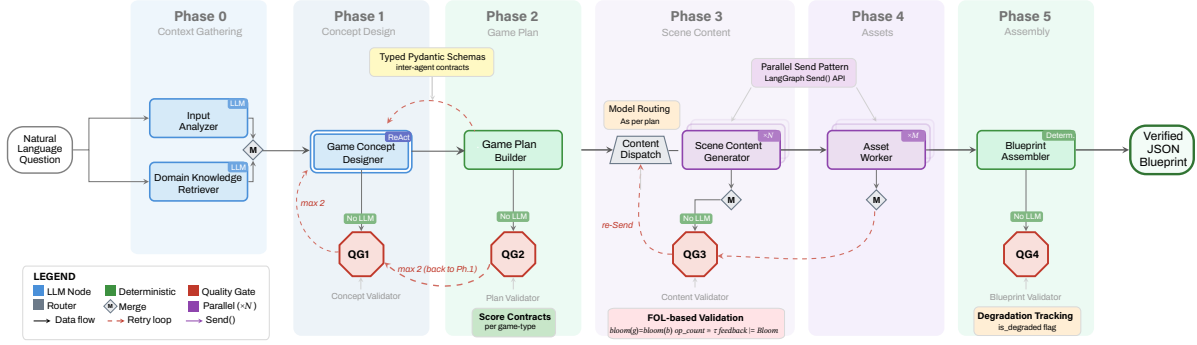 Phase 0
Context Gathering
Phase 1
Concept Design
Phase 2
Game Plan
Phase 3
Scene Content
Phase 4
Assets
Phase 5
Assembly
Typed Pydantic Schemas
inter-agent contracts
Parallel Send Pattern
LangGraph Send() API
Model Routing
As per plan
Natural
Language
Question
LLM
Input
Analyzer
LLM
Domain Knowledge
Retriever
M
ReAct
Game Concept
Designer
Game Plan
Builder
Content
Dispatch
×N
Scene Content
Generator
×M
Asset
Worker
Determ.
Blueprint
Assembler
Verified
JSON
Blueprint
M
M
max 2
re-Send
No LLM
No LLM
No LLM
No LLM
QG1
QG2
QG3
QG4
max 2 (back to Ph.1)
Concept Validator
Plan Validator
Content Validator
Blueprint Validator
Score Contracts
per game-type
FOL-based Validation
bloom(g)=bloom(b) op_count ≡ τ feedback |= Bloom
Degradation Tracking
is_degraded flag
LEGEND
LLM Node
Deterministic
Quality Gate
Router
M
Merge
Parallel (×N)
Data flow
Retry loop
Send()